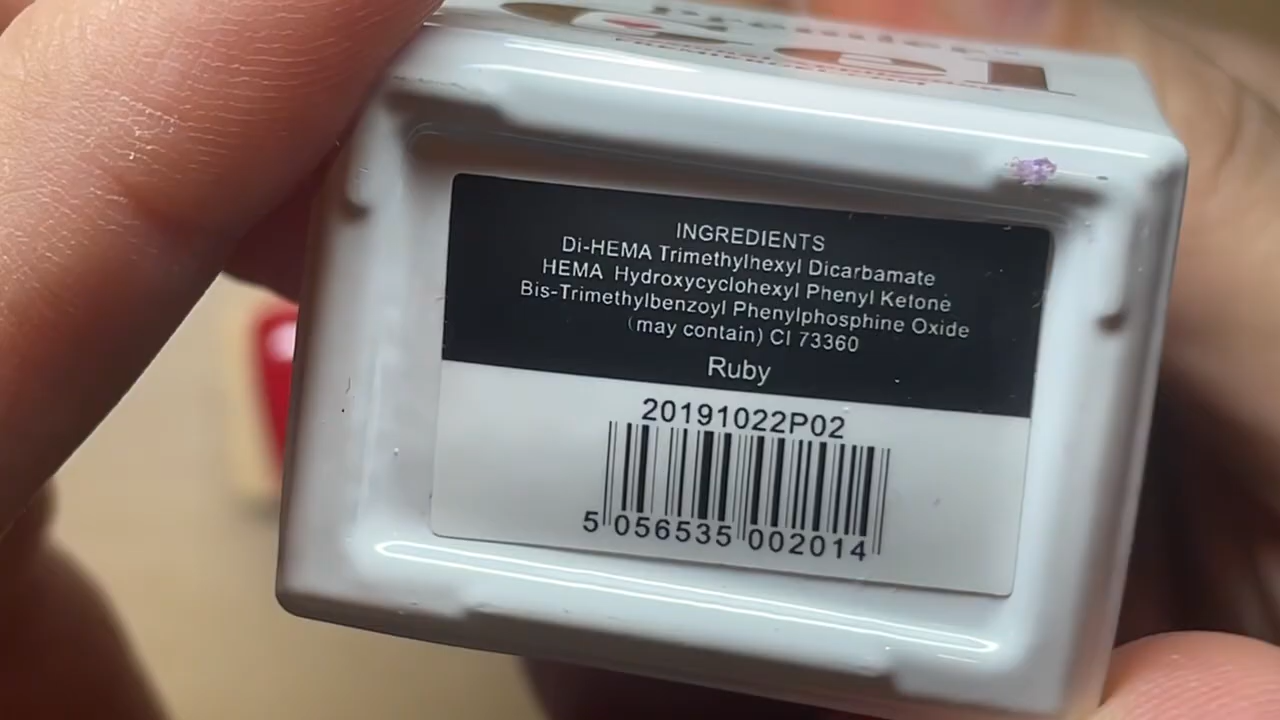 INGREDIENTS
Di-HEMA Trimethylhexyl Dicarbamate
HEMA Hydroxycyclohexyl Phenyl Ketone
Bis-Trimethylbenzoyl Phenylphosphine Oxide
(may contain) CI 73360
Ruby
20191022P02
5 056535 002014